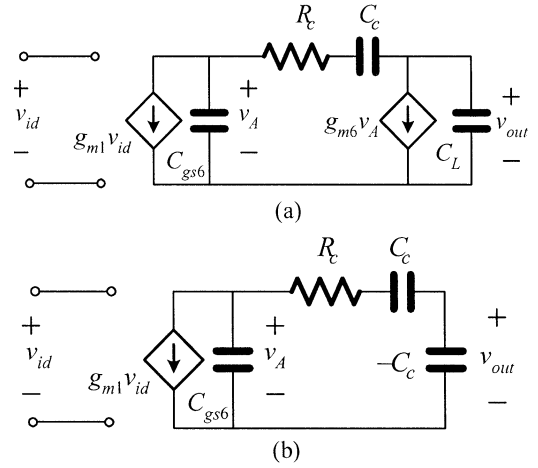 R_c C_c
+ + +
v_id g_m1 v_id C_gs6 v_A g_m6 v_A C_L v_out
− − −
(a)
R_c C_c
+ + +
v_id g_m1 v_id C_gs6 v_A −C_c v_out
− − −
(b)